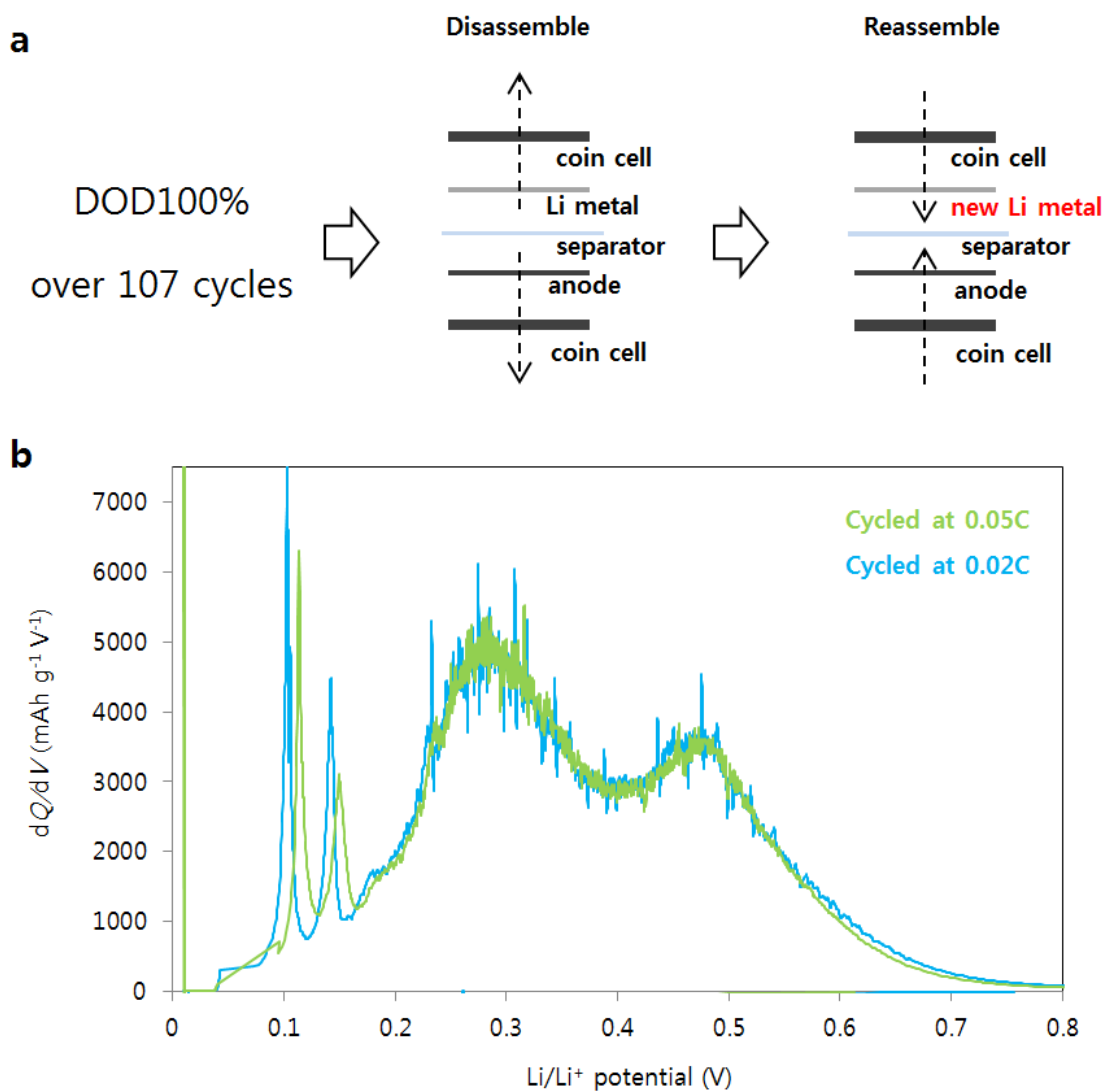 a
Disassemble
Reassemble
DOD100%
over 107 cycles
coin cell
Li metal
separator
anode
coin cell
coin cell
new Li metal
separator
anode
coin cell
b
Cycled at 0.05C
Cycled at 0.02C
7000
6000
5000
4000
3000
2000
1000
0
dQ/dV (mAh g⁻¹ V⁻¹)
0 0.1 0.2 0.3 0.4 0.5 0.6 0.7 0.8
Li/Li⁺ potential (V)